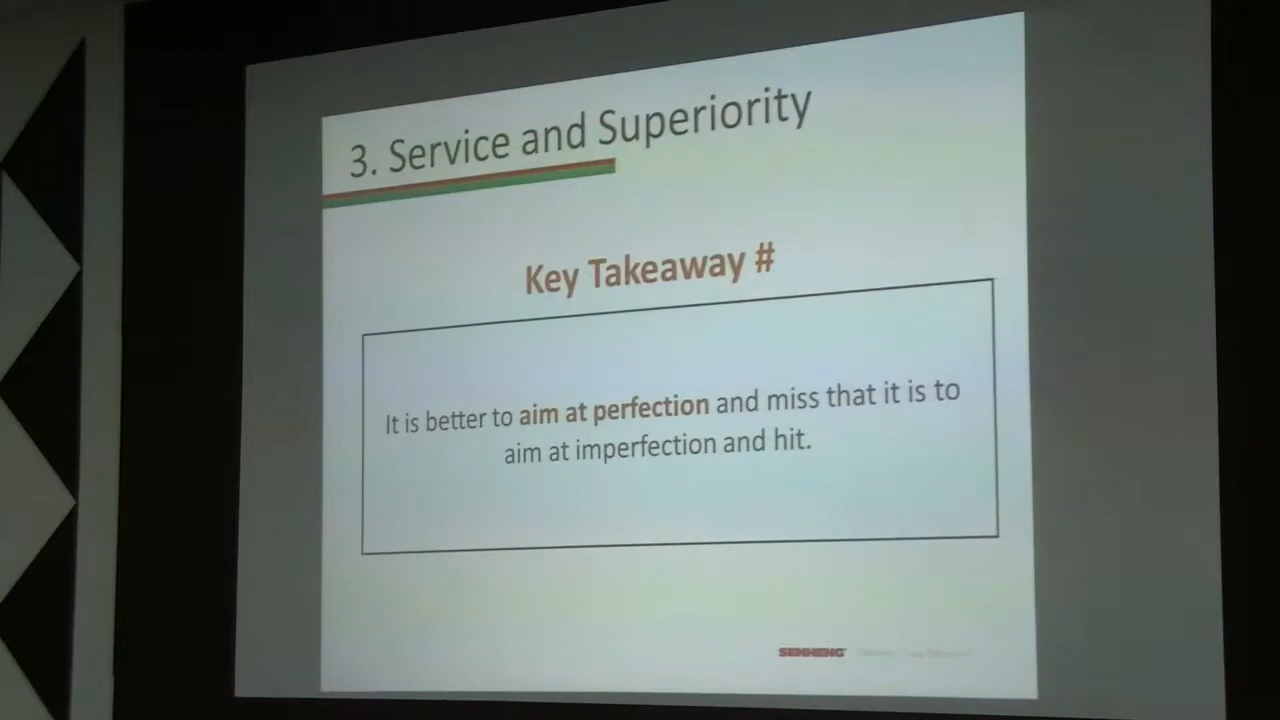 3. Service and Superiority
Key Takeaway #
It is better to aim at perfection and miss that it is to
aim at imperfection and hit.
SENHENG